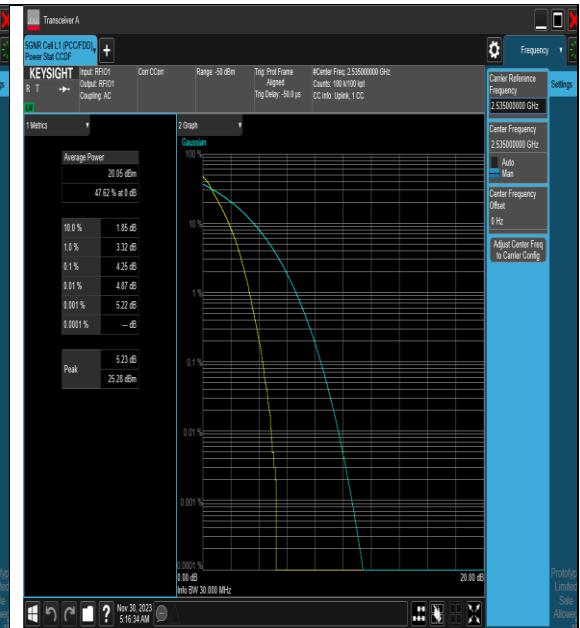 Transceiver A
5GNR Cell L1 (PCC/FDD),
Power Stat CCDF
Frequency
KEYSIGHT
R T
LXI
Input: RFIO1
Output: RFIO1
Coupling: AC
Corr CCorr
Range: -50 dBm
Trig: Prot Frame
Aligned
Trig Delay: -50.0 µs
#Center Freq: 2.535000000 GHz
Counts: 100 k/100 kpt
CC Info: Uplink, 1 CC
Carrier Reference
Frequency
2.535000000 GHz
Settings
Center Frequency
2.535000000 GHz
Auto
Man
Center Frequency
Offset
0 Hz
Adjust Center Freq
to Carrier Config
1 Metrics
Average Power
20.05 dBm
47.62 % at 0 dB
10.0 % 1.85 dB
1.0 % 3.32 dB
0.1 % 4.25 dB
0.01 % 4.87 dB
0.001 % 5.22 dB
0.0001 % --- dB
Peak
5.23 dB
25.28 dBm
2 Graph
Gaussian
100 %
10 %
1 %
0.1 %
0.01 %
0.001 %
0.0001 %
0.00 dB
20.00 dB
Info BW 30.000 MHz
Nov 30, 2023
5:16:34 AM
?